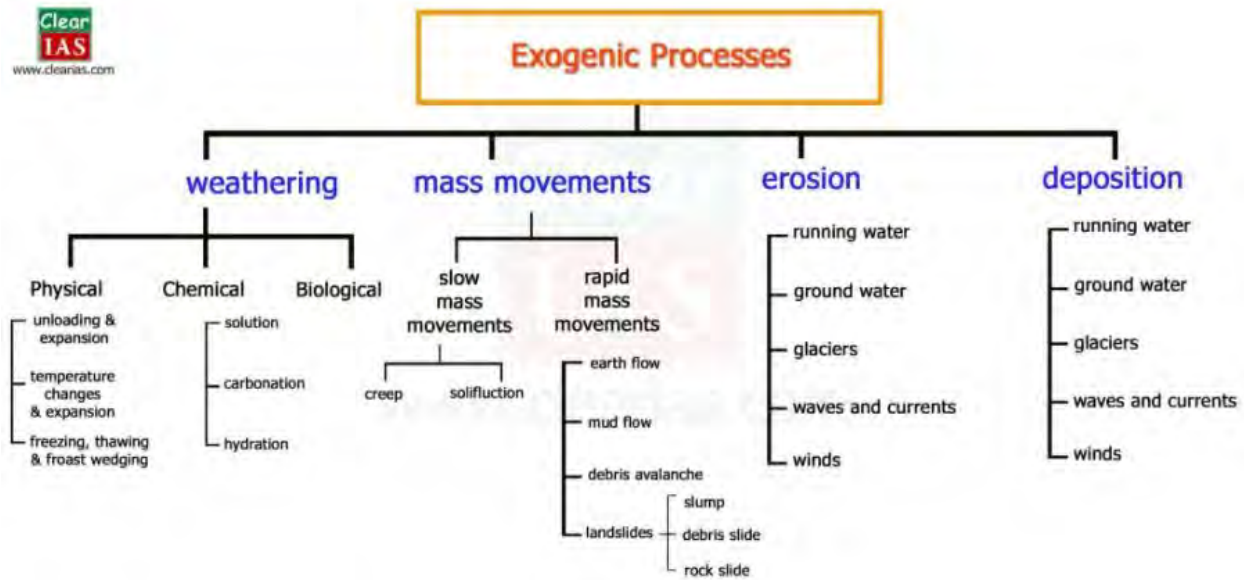 Clear
IAS
www.clearias.com
Exogenic Processes
weathering
mass movements
erosion
deposition
Physical
unloading &
expansion
temperature
changes
& expansion
freezing, thawing
& froast wedging
Chemical
solution
carbonation
hydration
Biological
slow
mass
movements
creep
solifluction
rapid
mass
movements
earth flow
mud flow
debris avalanche
landslides
slump
debris slide
rock slide
running water
ground water
glaciers
waves and currents
winds
running water
ground water
glaciers
waves and currents
winds